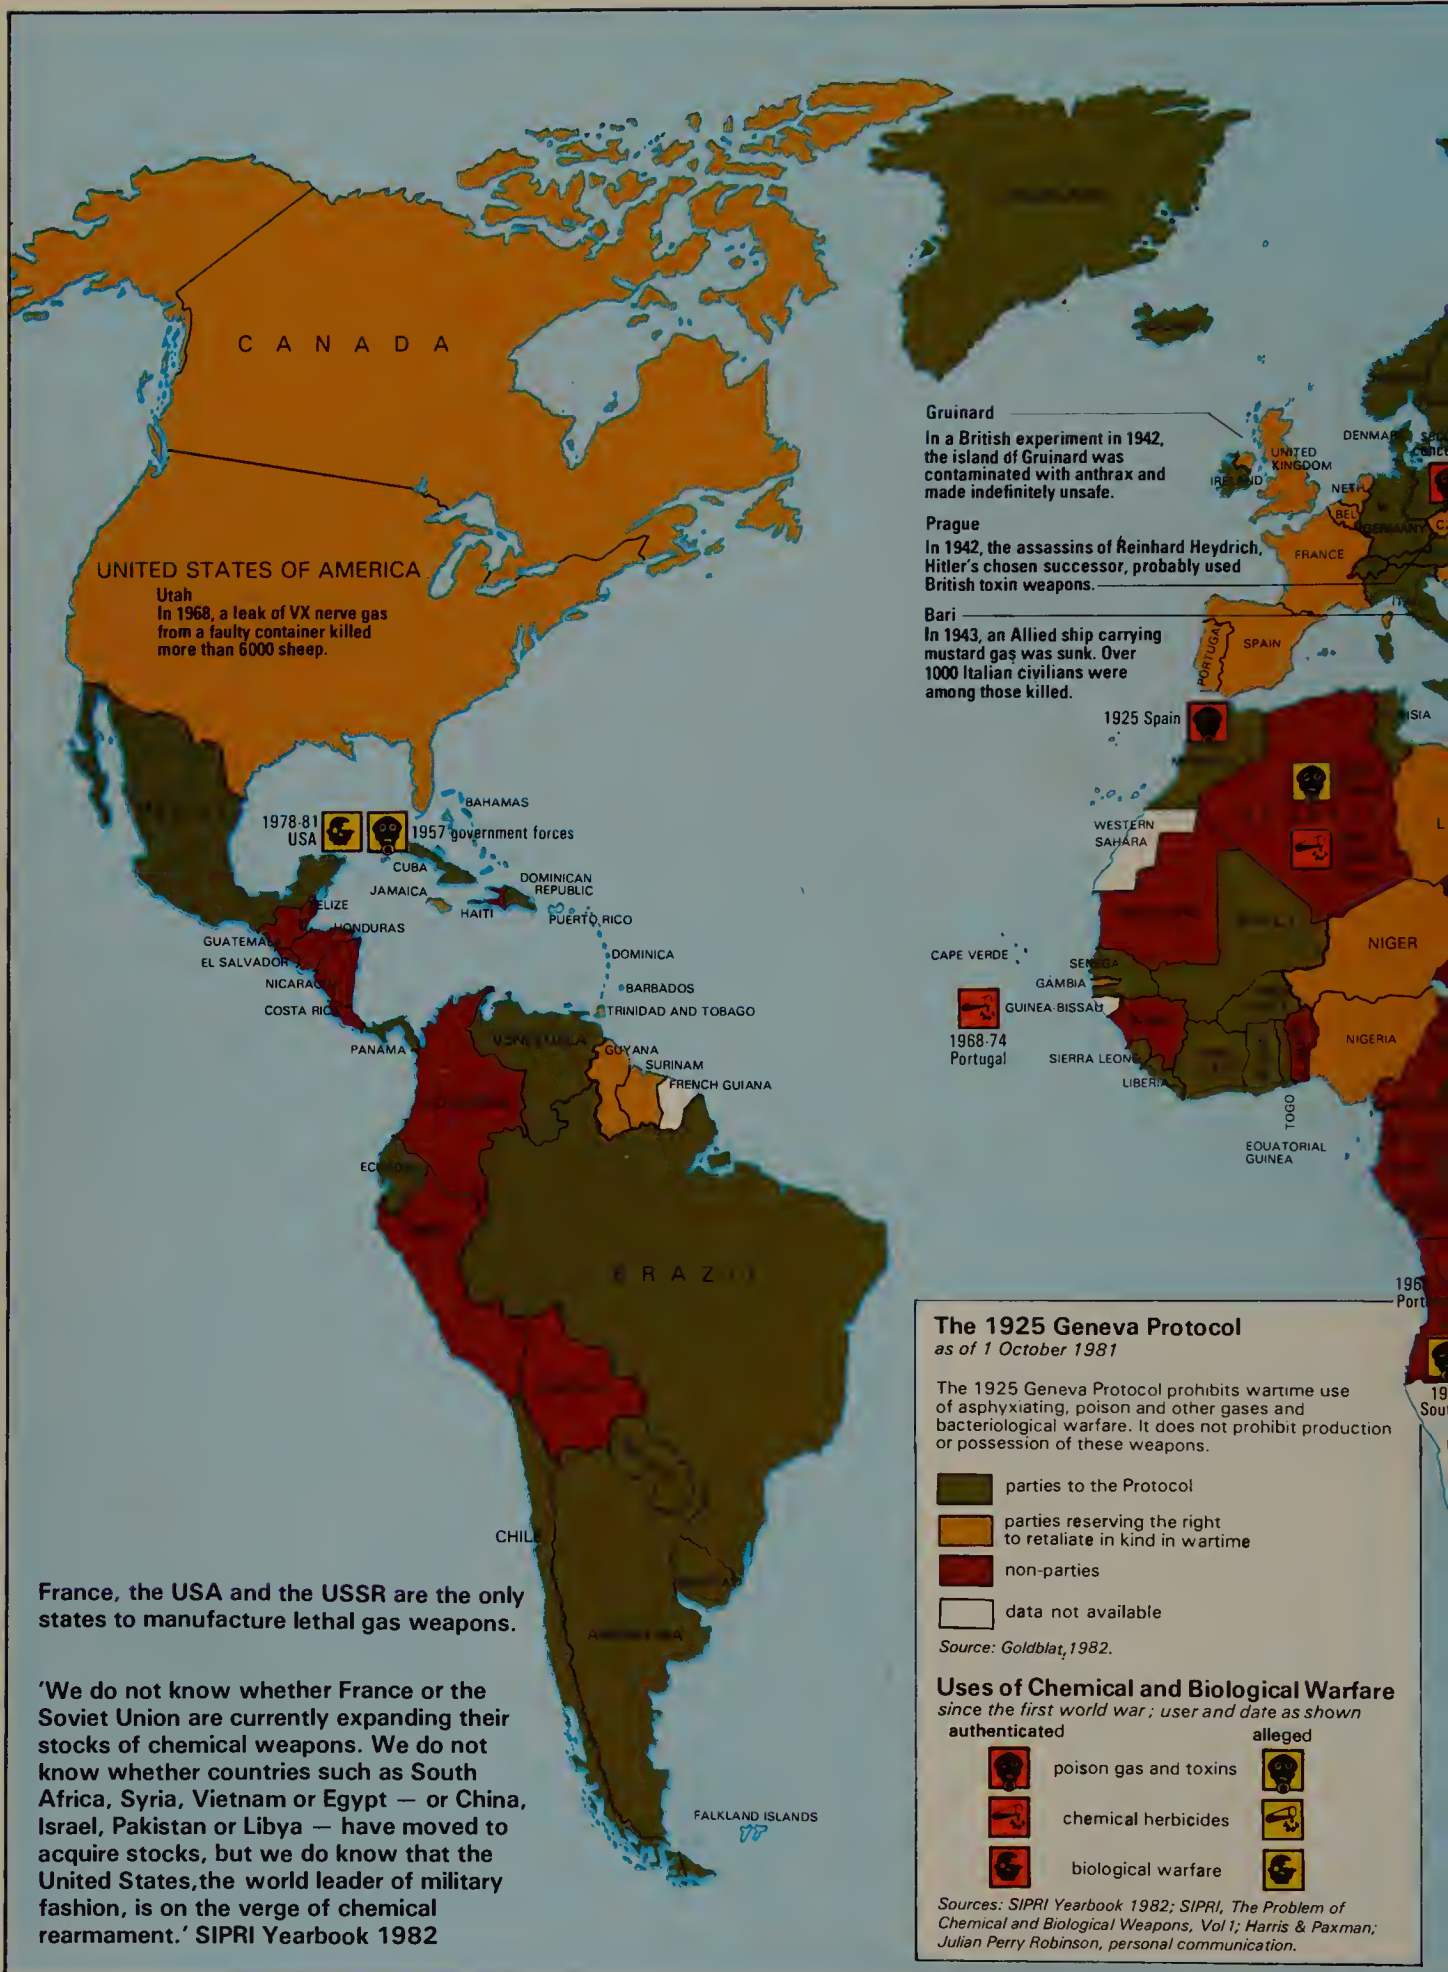 CANADA
UNITED STATES OF AMERICA
Utah
In 1968, a leak of VX nerve gas
from a faulty container killed
more than 6000 sheep.
Gruinard
In a British experiment in 1942,
the island of Gruinard was
contaminated with anthrax and
made indefinitely unsafe.
Prague
In 1942, the assassins of Reinhard Heydrich,
Hitler's chosen successor, probably used
British toxin weapons.
Bari
In 1943, an Allied ship carrying
mustard gas was sunk. Over
1000 Italian civilians were
among those killed.
DENMARK
UNITED
KINGDOM
IRELAND
NETH
BEL
GERMANY
FRANCE
PORTUGAL
SPAIN
1925 Spain
1978-81
USA
1957 government forces
BAHAMAS
CUBA
DOMINICAN
REPUBLIC
JAMAICA
HAITI
PUERTO RICO
BELIZE
HONDURAS
GUATEMALA
EL SALVADOR
NICARAGUA
COSTA RICA
PANAMA
DOMINICA
BARBADOS
TRINIDAD AND TOBAGO
VENEZUELA
GUYANA
SURINAM
FRENCH GUIANA
ECUADOR
BRAZIL
CHILE
ARGENTINA
FALKLAND ISLANDS
WESTERN
SAHARA
CAPE VERDE
SENEGAL
GAMBIA
GUINEA-BISSAU
1968-74
Portugal
SIERRA LEONE
LIBERIA
TOGO
NIGER
NIGERIA
EQUATORIAL
GUINEA
France, the USA and the USSR are the only
states to manufacture lethal gas weapons.
'We do not know whether France or the
Soviet Union are currently expanding their
stocks of chemical weapons. We do not
know whether countries such as South
Africa, Syria, Vietnam or Egypt — or China,
Israel, Pakistan or Libya — have moved to
acquire stocks, but we do know that the
United States, the world leader of military
fashion, is on the verge of chemical
rearmament.' SIPRI Yearbook 1982
The 1925 Geneva Protocol
as of 1 October 1981
The 1925 Geneva Protocol prohibits wartime use
of asphyxiating, poison and other gases and
bacteriological warfare. It does not prohibit production
or possession of these weapons.
parties to the Protocol
parties reserving the right
to retaliate in kind in wartime
non-parties
data not available
Source: Goldblat, 1982.
Uses of Chemical and Biological Warfare
since the first world war; user and date as shown
authenticated alleged
poison gas and toxins
chemical herbicides
biological warfare
Sources: SIPRI Yearbook 1982; SIPRI, The Problem of
Chemical and Biological Weapons, Vol 1; Harris & Paxman;
Julian Perry Robinson, personal communication.